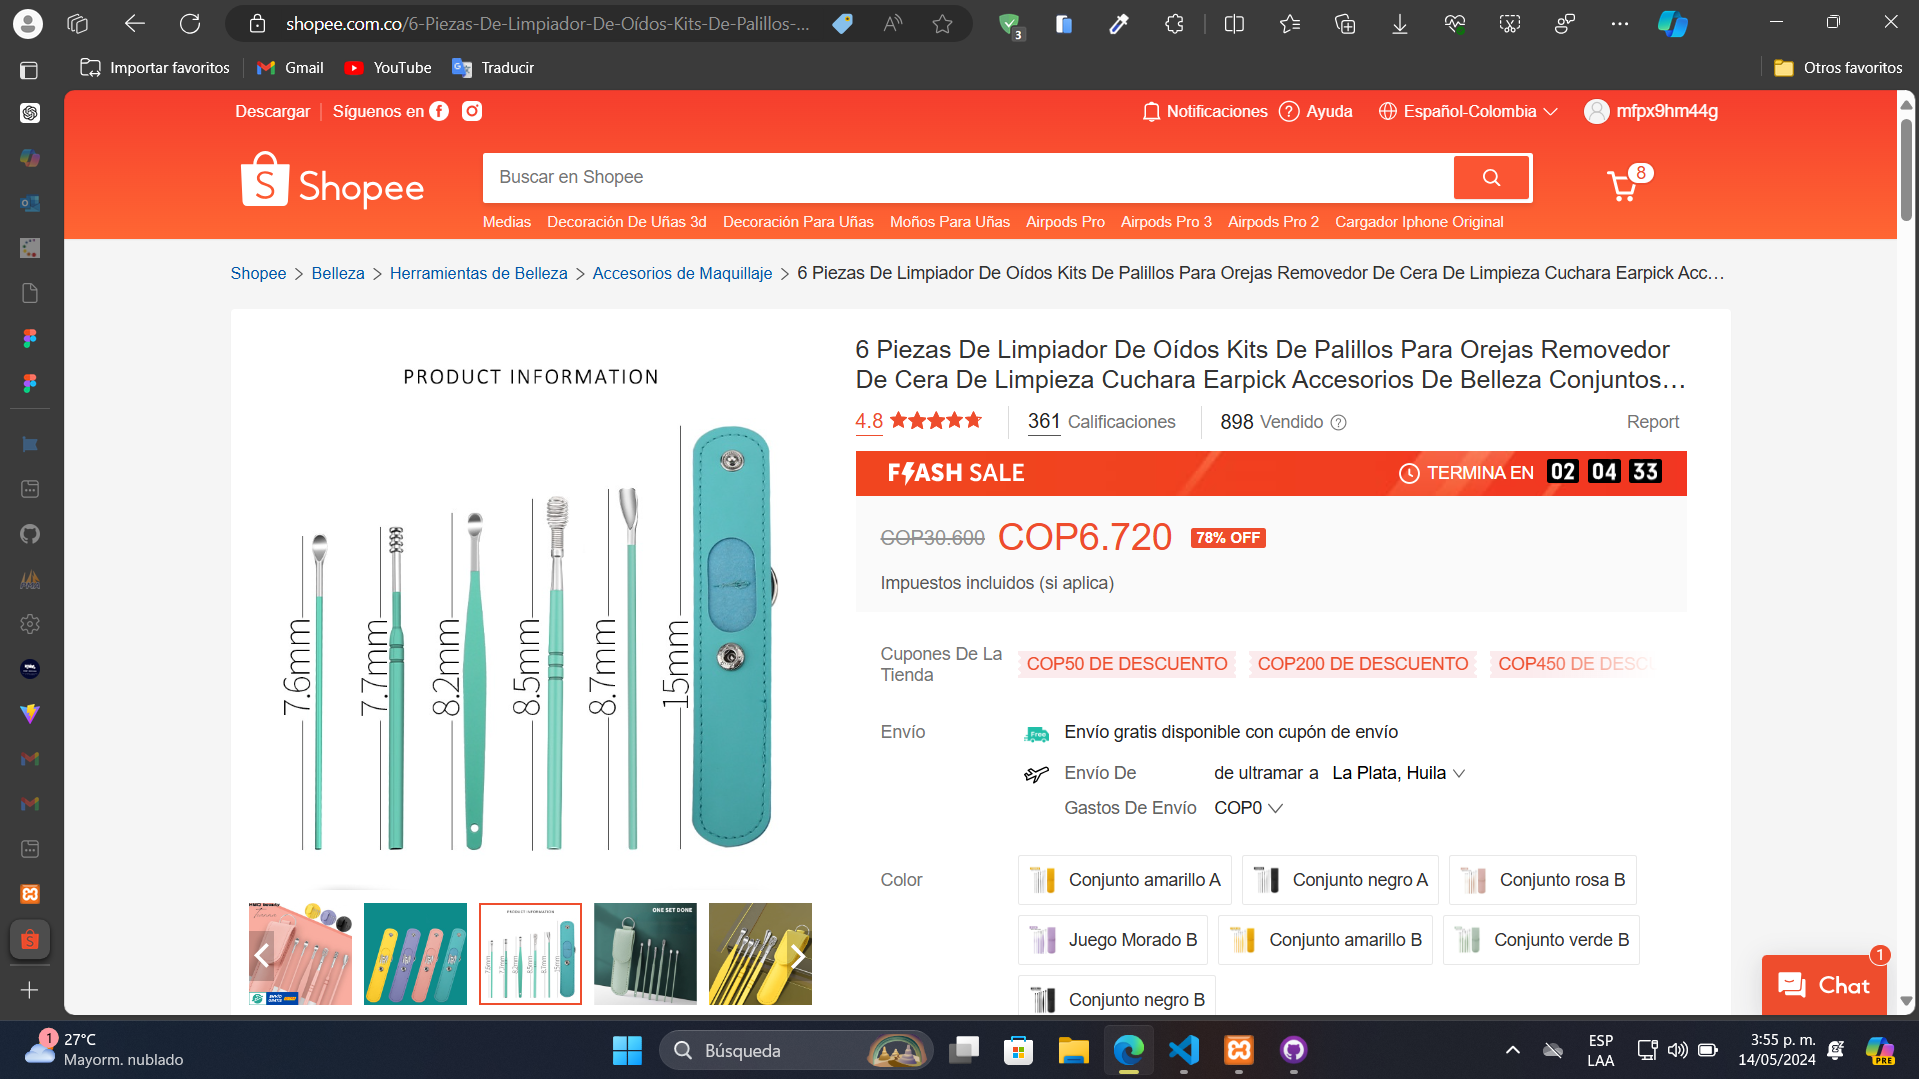 shopee.com.co/6-Piezas-De-Limpiador-De-Oídos-Kits-De-Palillos-...
3
Importar favoritos
Gmail
YouTube
Traducir
Otros favoritos
Descargar
Síguenos en
Notificaciones
Ayuda
Español-Colombia
mfpx9hm44g
Shopee
Buscar en Shopee
8
Medias
Decoración De Uñas 3d
Decoración Para Uñas
Moños Para Uñas
Airpods Pro
Airpods Pro 3
Airpods Pro 2
Cargador Iphone Original
Shopee > Belleza > Herramientas de Belleza > Accesorios de Maquillaje > 6 Piezas De Limpiador De Oídos Kits De Palillos Para Orejas Removedor De Cera De Limpieza Cuchara Earpick Acc...
PRODUCT INFORMATION
7.6mm
7.7mm
8.2mm
8.5mm
8.7mm
15mm
ONE SET DONE
6 Piezas De Limpiador De Oídos Kits De Palillos Para Orejas Removedor
De Cera De Limpieza Cuchara Earpick Accesorios De Belleza Conjuntos...
4.8
361 Calificaciones
898 Vendido
Report
FLASH SALE
TERMINA EN 02 04 33
COP30.600
COP6.720
78% OFF
Impuestos incluidos (si aplica)
Cupones De La
Tienda
COP50 DE DESCUENTO
COP200 DE DESCUENTO
COP450 DE DESC
Envío
Free
Envío gratis disponible con cupón de envío
Envío De
de ultramar a La Plata, Huila
Gastos De Envío
COP0
Color
Conjunto amarillo A
Conjunto negro A
Conjunto rosa B
Juego Morado B
Conjunto amarillo B
Conjunto verde B
Conjunto negro B
1
Chat
1
27°C
Mayorm. nublado
Búsqueda
ESP
LAA
3:55 p. m.
14/05/2024
PRE